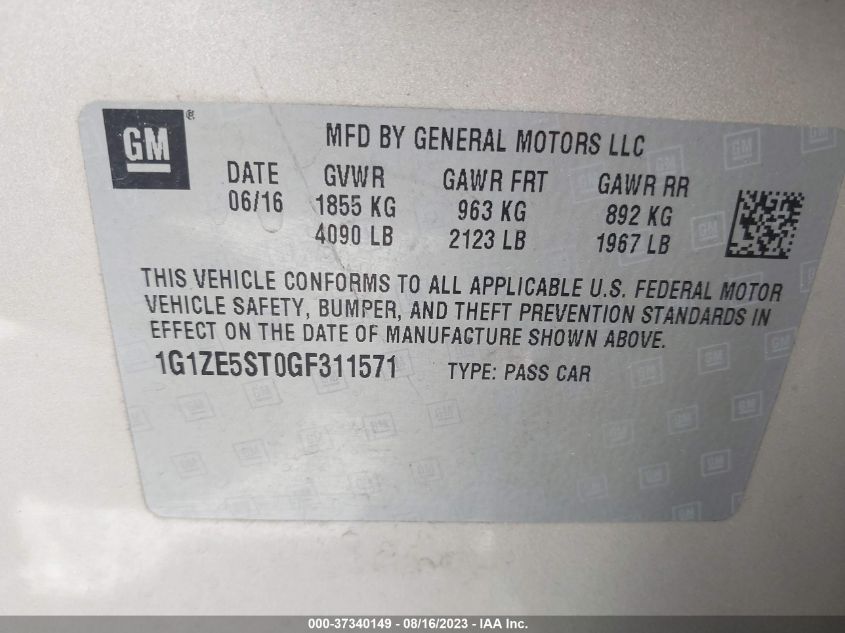 GM®
MFD BY GENERAL MOTORS LLC
DATE GVWR GAWR FRT GAWR RR
06/16 1855 KG 963 KG 892 KG
4090 LB 2123 LB 1967 LB
THIS VEHICLE CONFORMS TO ALL APPLICABLE U.S. FEDERAL MOTOR
VEHICLE SAFETY, BUMPER, AND THEFT PREVENTION STANDARDS IN
EFFECT ON THE DATE OF MANUFACTURE SHOWN ABOVE.
1G1ZE5ST0GF311571 TYPE: PASS CAR
000-37340149 - 08/16/2023 - IAA Inc.